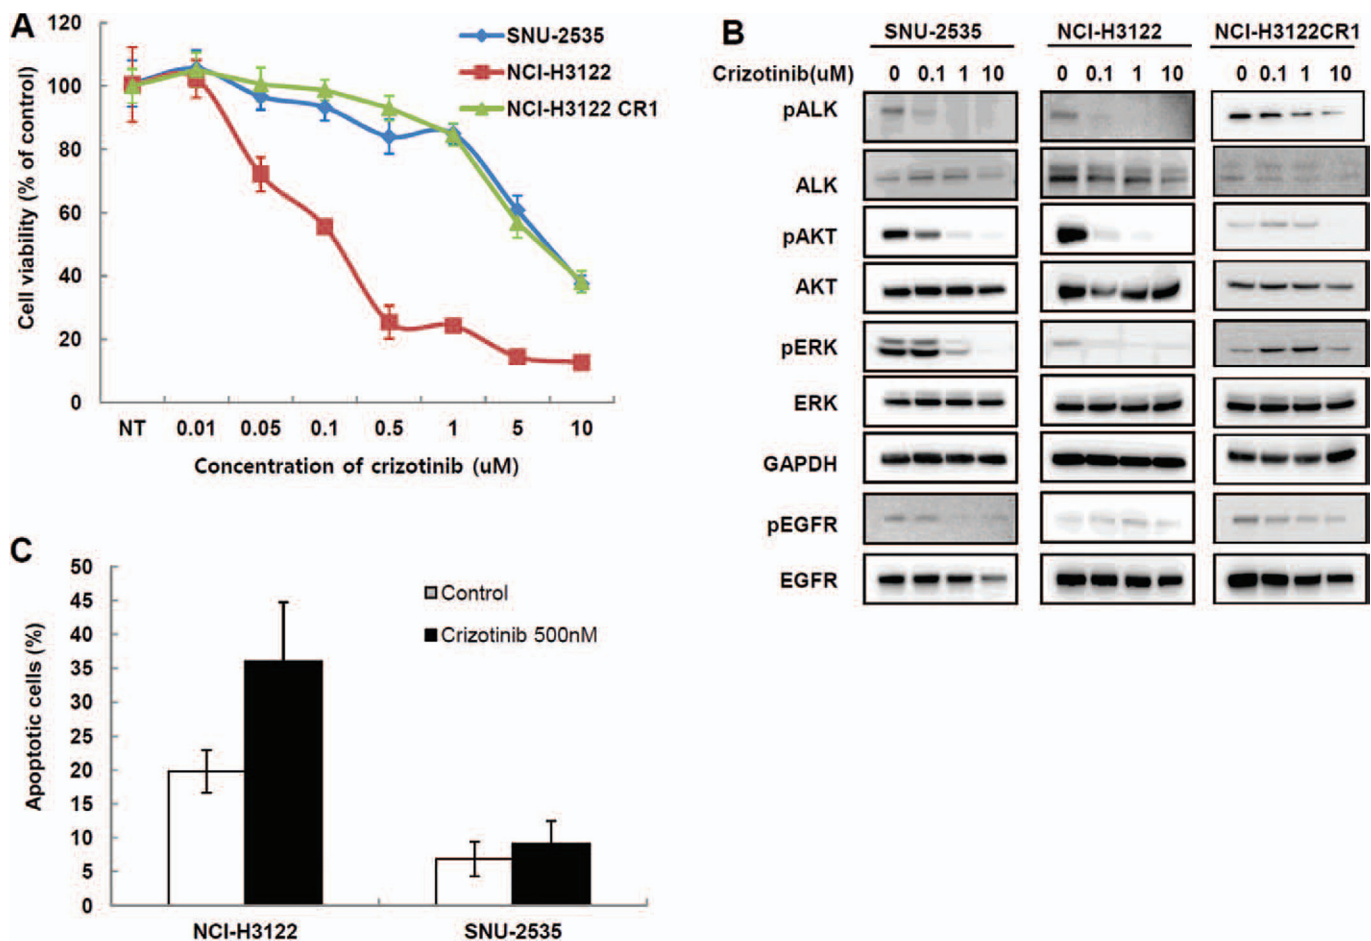 A
120
100
80
60
40
20
0
Cell viability (% of control)
SNU-2535
NCI-H3122
NCI-H3122 CR1
NT 0.01 0.05 0.1 0.5 1 5 10
Concentration of crizotinib (uM)
B
SNU-2535 NCI-H3122 NCI-H3122CR1
Crizotinib(uM) 0 0.1 1 10 0 0.1 1 10 0 0.1 1 10
pALK
ALK
pAKT
AKT
pERK
ERK
GAPDH
pEGFR
EGFR
C
50
45
40
35
30
25
20
15
10
5
0
Apoptotic cells (%)
Control
Crizotinib 500nM
NCI-H3122 SNU-2535